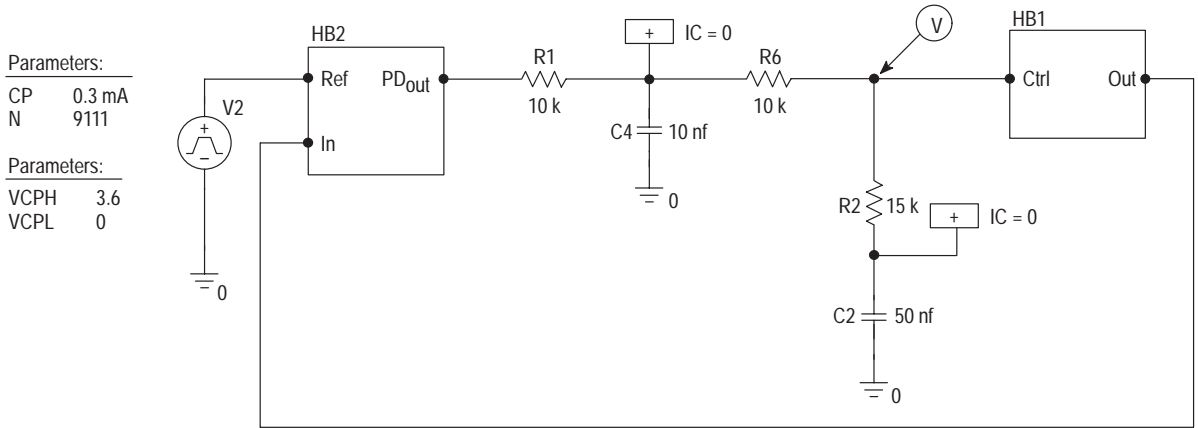 Parameters:
CP 0.3 mA
N 9111
Parameters:
VCPH 3.6
VCPL 0
V2
+
–
0
HB2
Ref
PDout
In
R1
10 k
+
IC = 0
C4
10 nf
0
R6
10 k
V
R2
15 k
+
IC = 0
C2
50 nf
0
HB1
Ctrl
Out